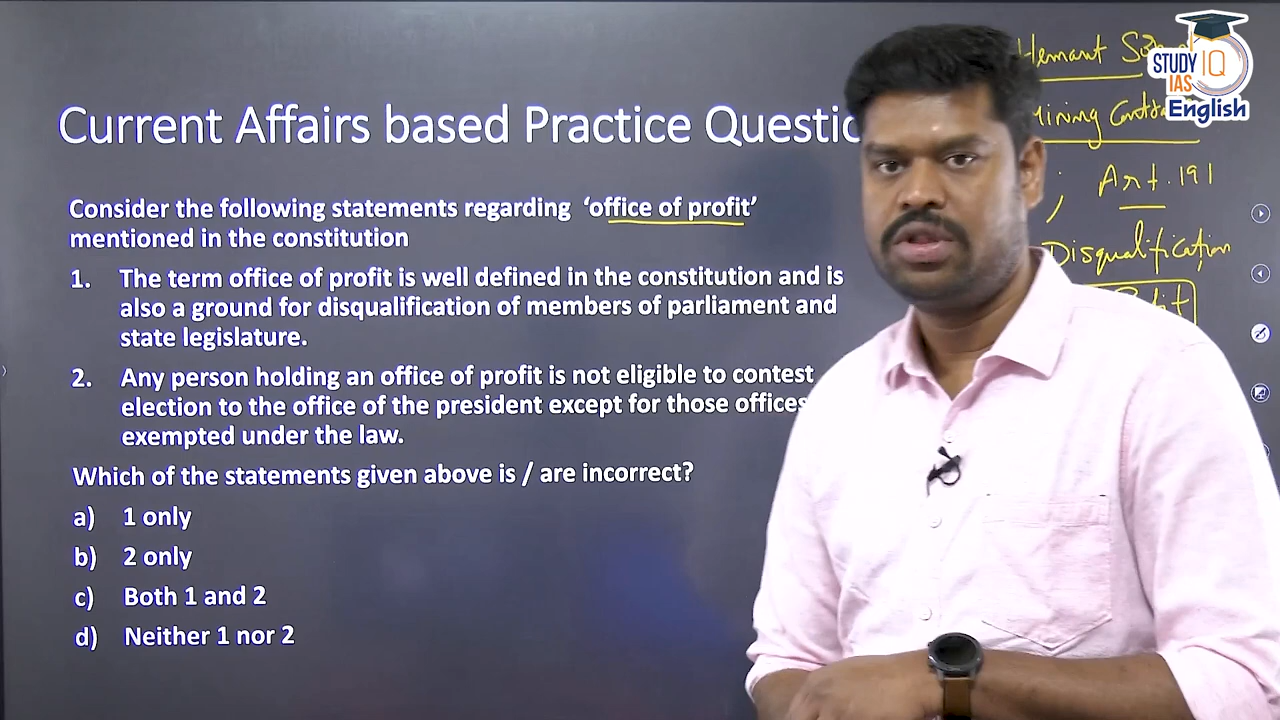 Current Affairs based Practice
Consider the following statements regarding ‘office of profit’
mentioned in the constitution
1. The term office of profit is well defined in the constitution and is
also a ground for disqualification of members of parliament and
state legislature.
2. Any person holding an office of profit is not eligible to contest
election to the office of the president except for those offices
exempted under the law.
Which of the statements given above is / are incorrect?
a) 1 only
b) 2 only
c) Both 1 and 2
d) Neither 1 nor 2
Hemant
; Art. 191
Disqualification
STUDY IQ
IAS
English